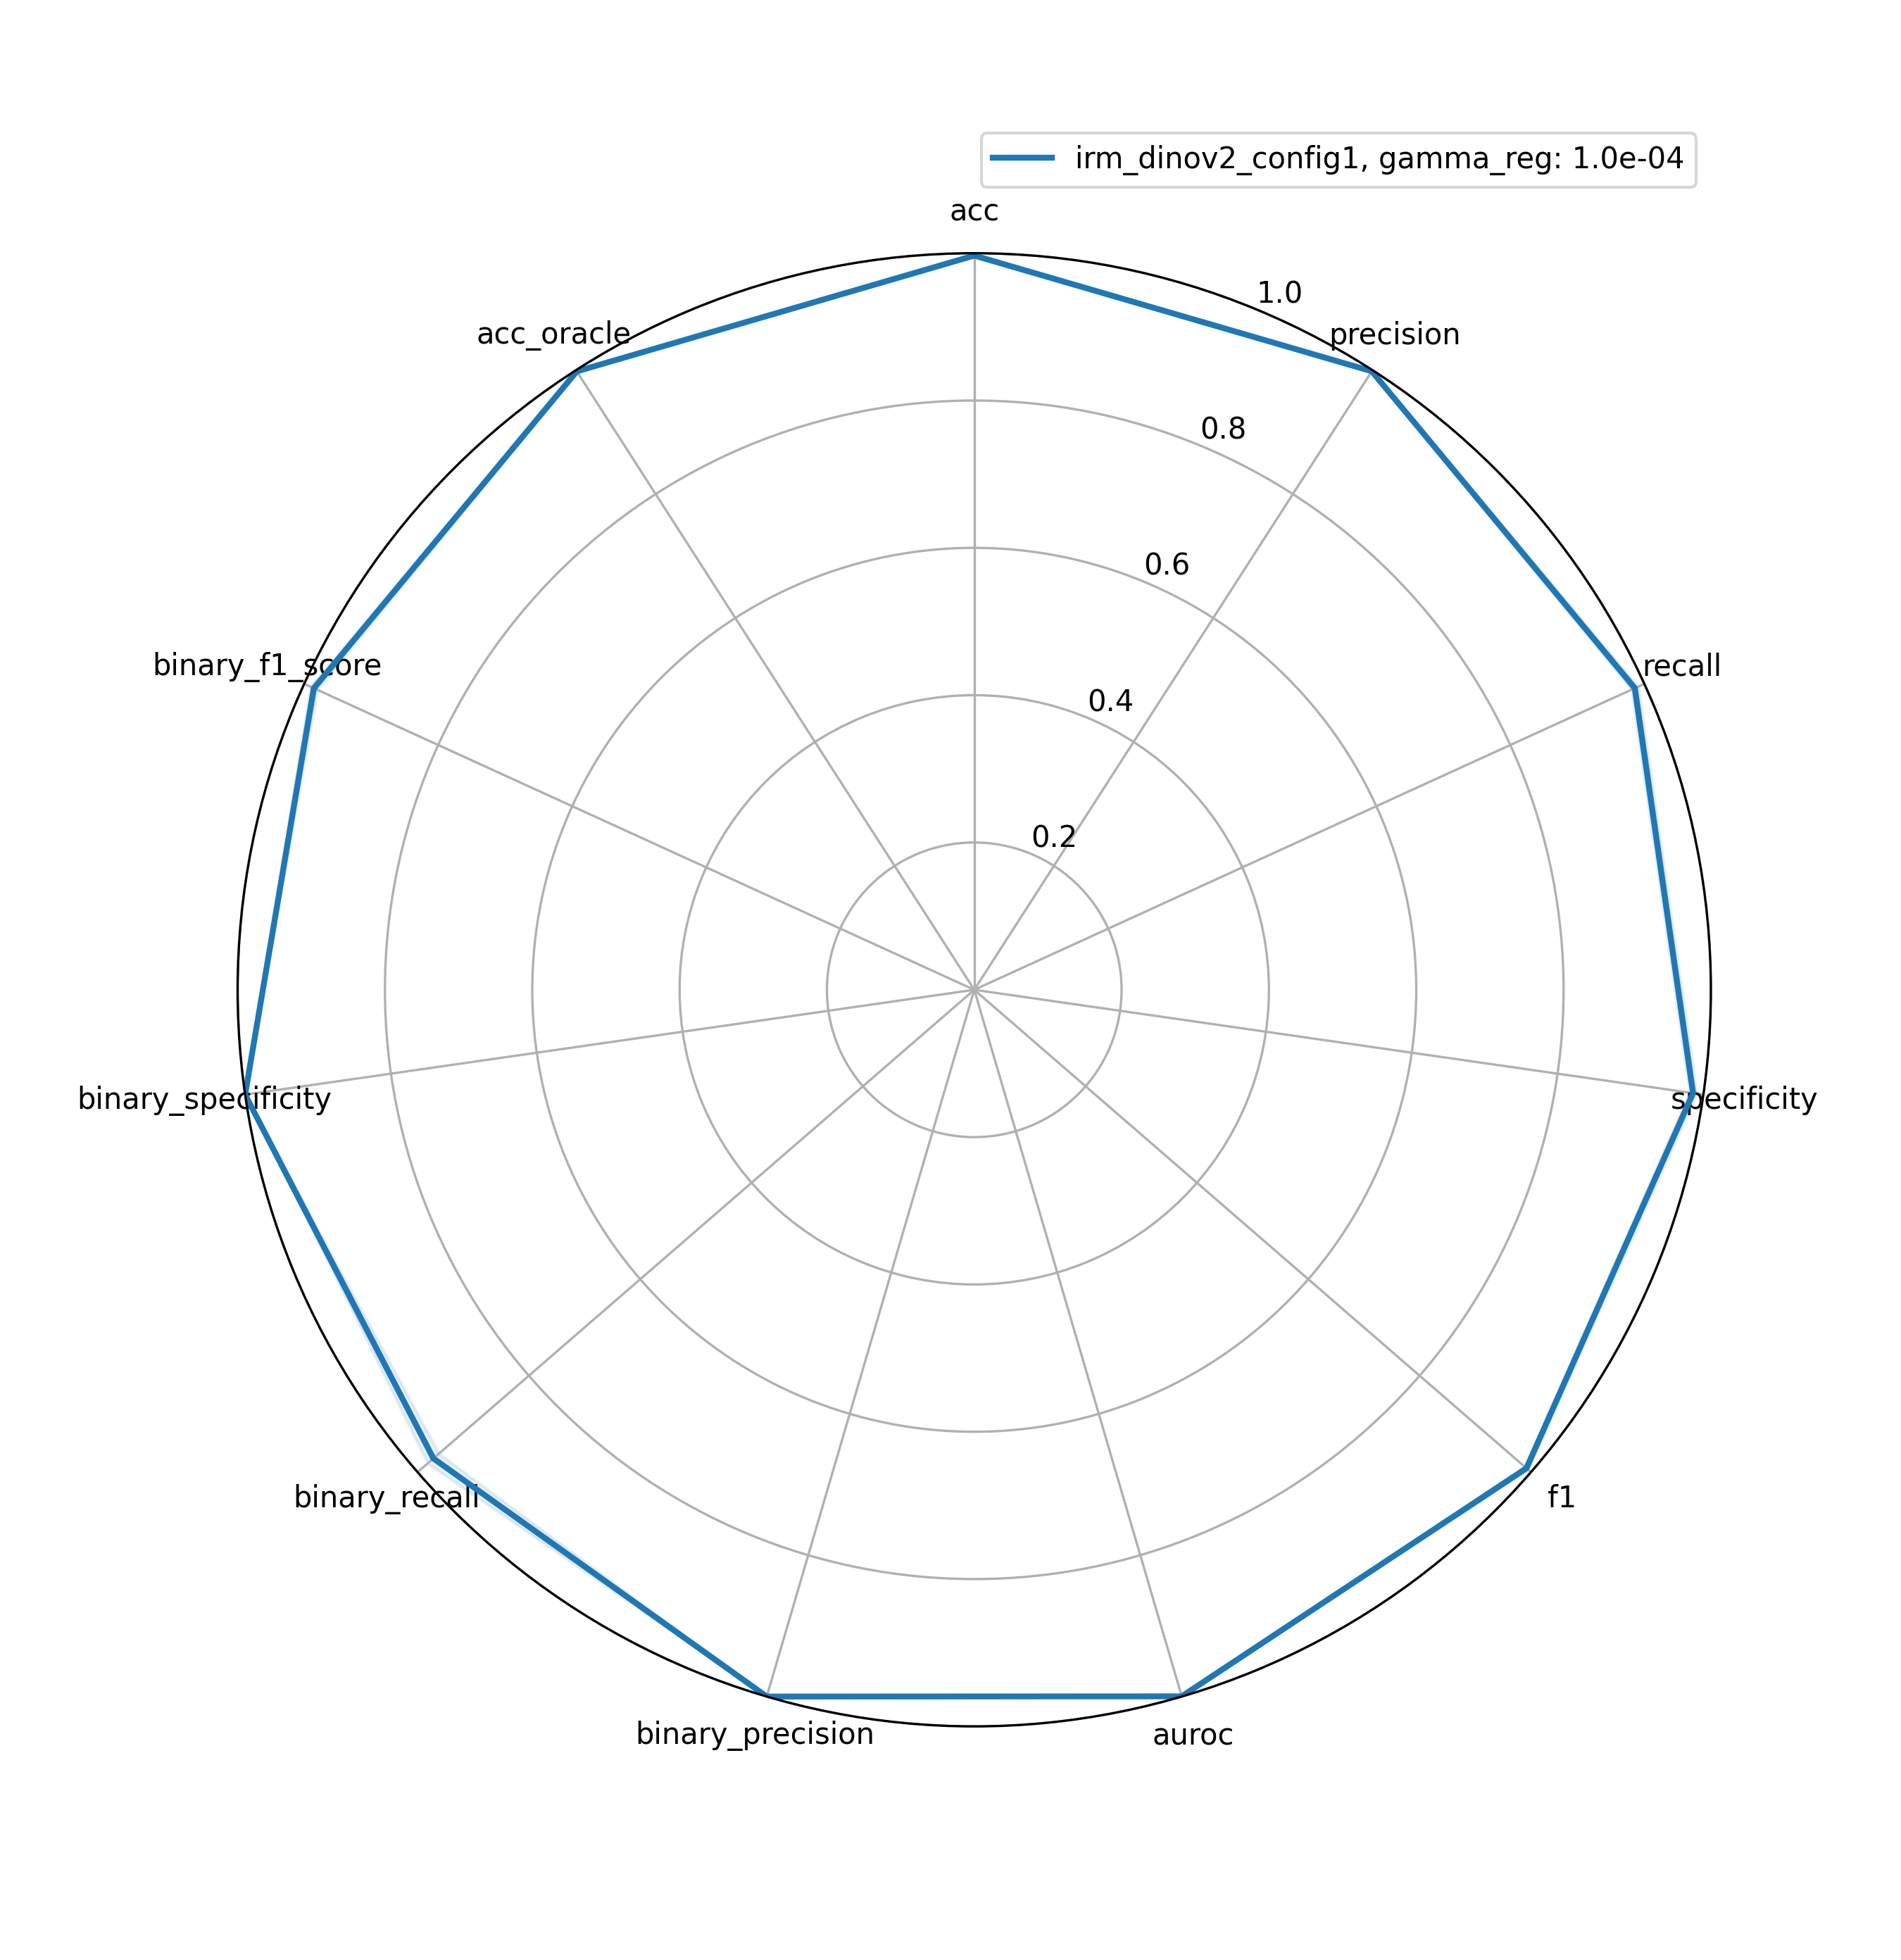 irm_dinov2_config1, gamma_reg: 1.0e-04
acc
1.0
acc_oracle
precision
0.8
0.6
binary_f1_score
recall
0.4
0.2
binary_specificity
specificity
binary_recall
f1
binary_precision
auroc